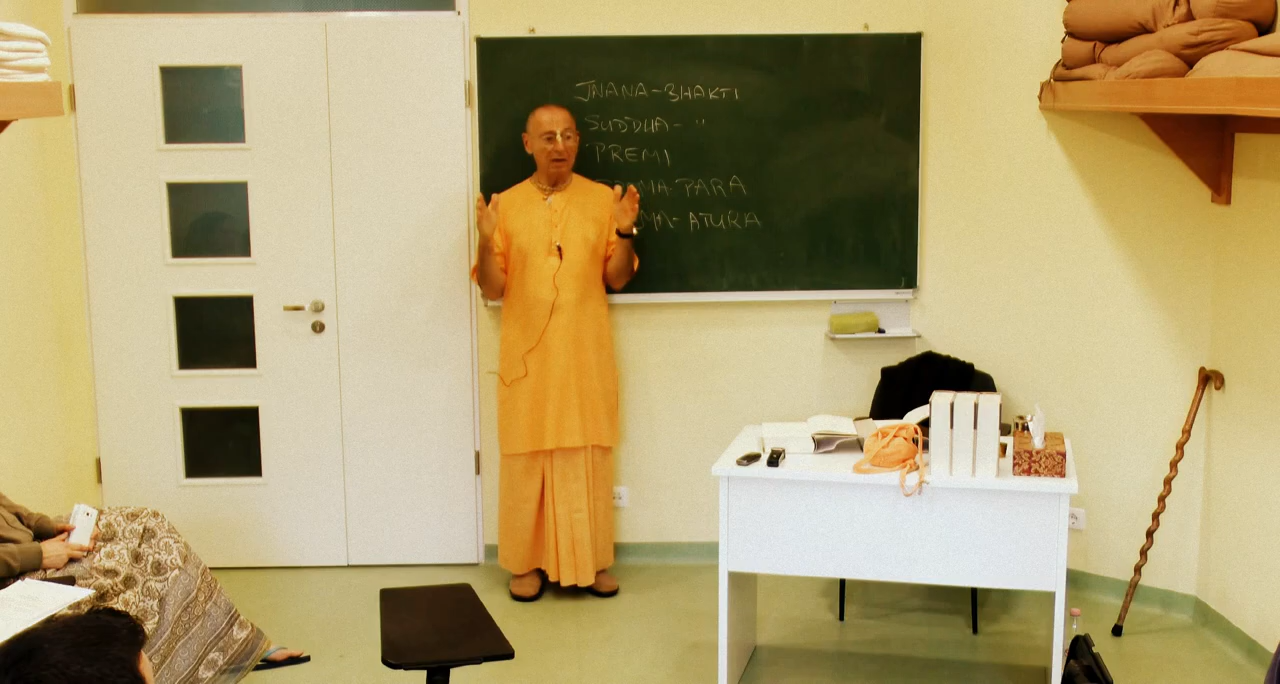 JNANA-BHAKTI
SUDDHA- "
PREMI
PARA
ATURA